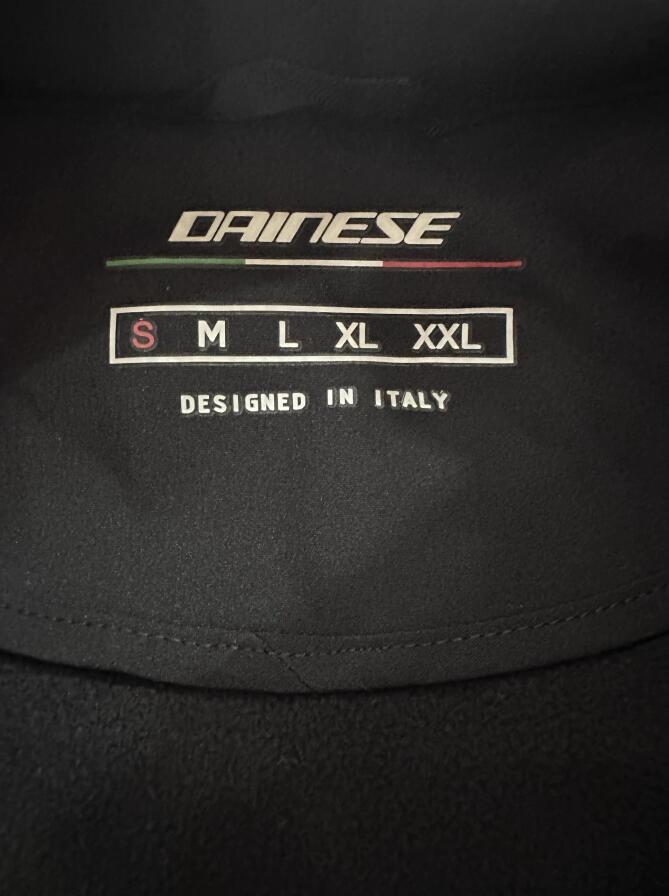 DAINESE
S M L XL XXL
DESIGNED IN ITALY